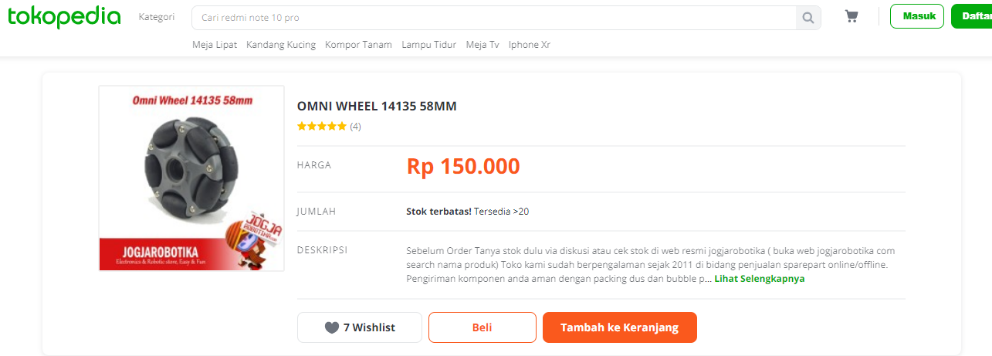 tokopedia
Kategori
Cari redmi note 10 pro
Masuk
Daftar
Meja Lipat Kandang Kucing Kompor Tanam Lampu Tidur Meja Tv Iphone Xr
Omni Wheel 14135 58mm
JOGJA
JOGJAROBOTIKA
Electronics & Robotic store, Easy & Fun
OMNI WHEEL 14135 58MM
(4)
HARGA
Rp 150.000
JUMLAH
Stok terbatas! Tersedia >20
DESKRIPSI
Sebelum Order Tanya stok dulu via diskusi atau cek stok di web resmi jogjarobotika ( buka web jogjarobotika com
search nama produk) Toko kami sudah berpengalaman sejak 2011 di bidang penjualan sparepart online/offline.
Pengiriman komponen anda aman dengan packing dus dan bubble p... Lihat Selengkapnya
7 Wishlist
Beli
Tambah ke Keranjang